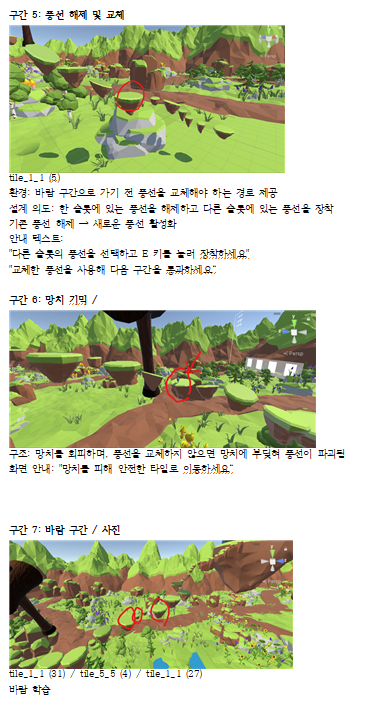 구간 5: 풍선 해제 및 교체
< Persp
tile_1_1 (5)
환경: 바람 구간으로 가기 전 풍선을 교체해야 하는 경로 제공
설계 의도: 한 슬롯에 있는 풍선을 해제하고 다른 슬롯에 있는 풍선을 장착
기존 풍선 해제 → 새로운 풍선 활성화
안내 텍스트:
"다른 슬롯의 풍선을 선택하고 E 키를 눌러 장착하세요"
"교체한 풍선을 사용해 다음 구간을 통과하세요"
구간 6: 망치 기믹 /
< Persp
구조: 망치를 회피하며, 풍선을 교체하지 않으면 망치에 부딪혀 풍선이 파괴됨
화면 안내: "망치를 피해 안전한 타일로 이동하세요"
구간 7: 바람 구간 / 사진
< Persp
tile_1_1 (31) / tile_5_5 (4) / tile_1_1 (27)
바람 학습